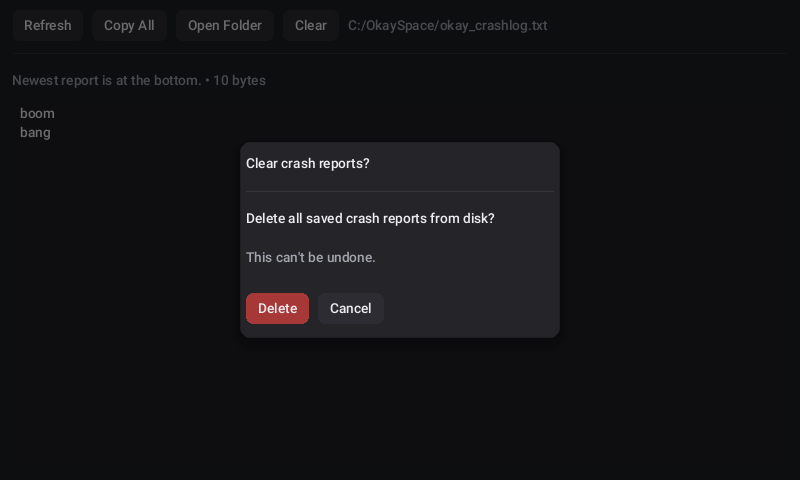 Refresh Copy All Open Folder Clear C:/OkaySpace/okay_crashlog.txt
Newest report is at the bottom. • 10 bytes
boom
bang
Clear crash reports?
Delete all saved crash reports from disk?
This can't be undone.
Delete Cancel